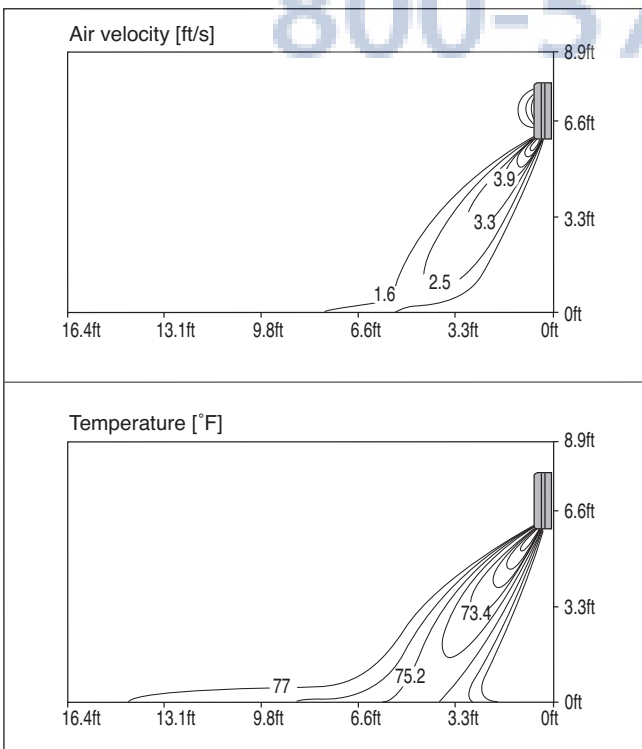 800-57
Air velocity [ft/s]
8.9ft
6.6ft
3.9
3.3ft
3.3
2.5
1.6
0ft
16.4ft 13.1ft 9.8ft 6.6ft 3.3ft 0ft
Temperature [˚F]
8.9ft
6.6ft
3.3ft
73.4
75.2
77
0ft
16.4ft 13.1ft 9.8ft 6.6ft 3.3ft 0ft